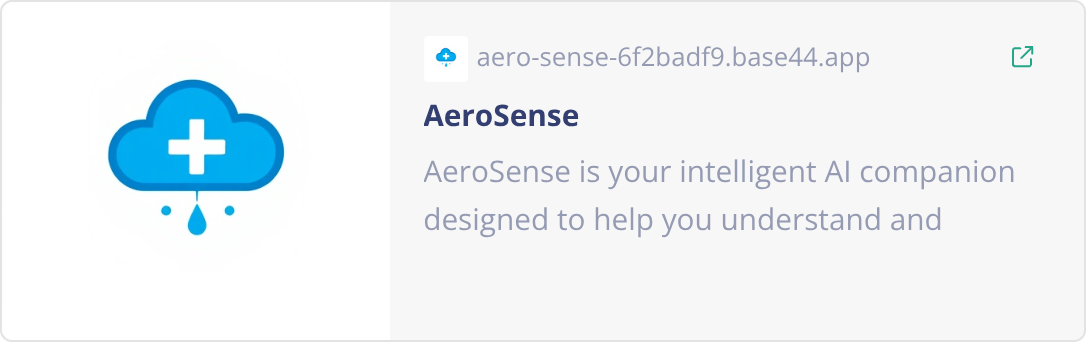 aero-sense-6f2badf9.base44.app
AeroSense
AeroSense is your intelligent AI companion
designed to help you understand and